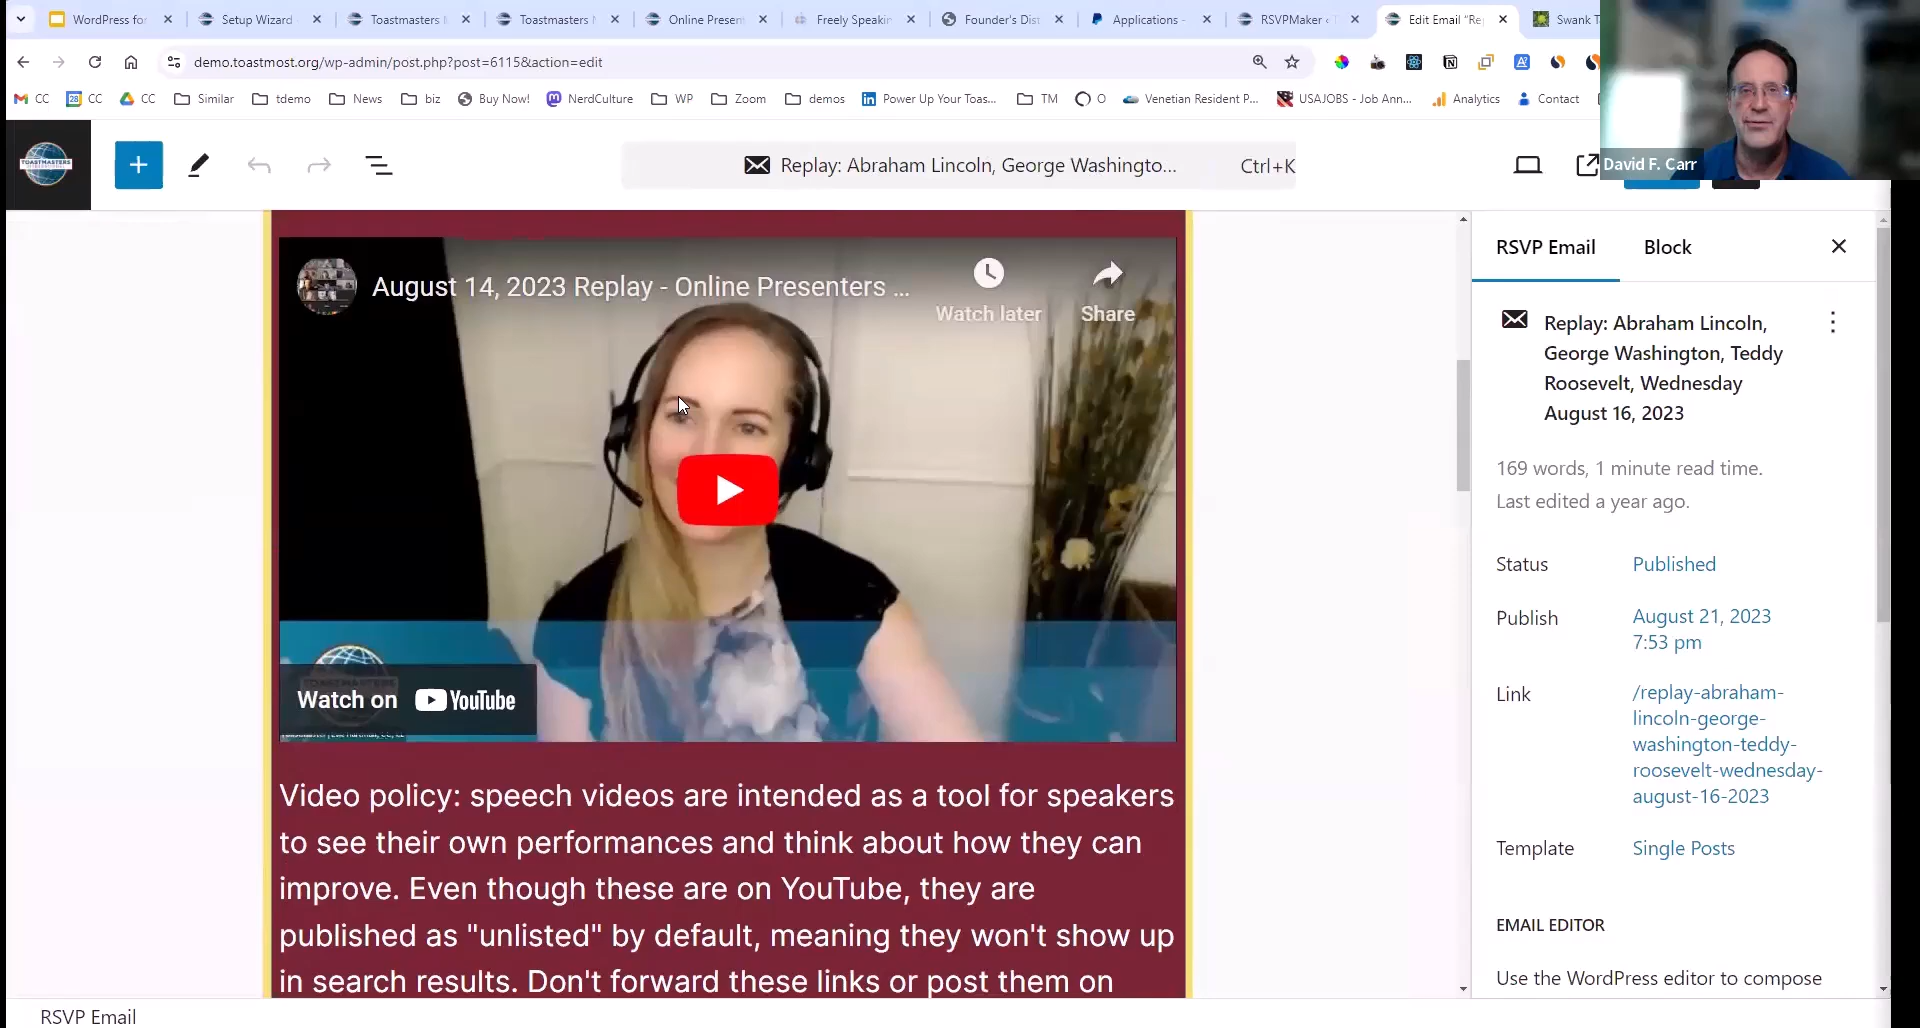 WordPress for
Setup Wizard
Toastmasters
Toastmasters
Online Presen
Freely Speakin
Founder's Dist
Applications -
RSVPMaker ‹
Edit Email “Re
Swank T
demo.toastmost.org/wp-admin/post.php?post=6115&action=edit
CC
28
CC
CC
Similar
tdemo
News
biz
Buy Now!
NerdCulture
WP
Zoom
demos
Power Up Your Toas...
TM
O
Venetian Resident P...
USAJOBS - Job Ann...
Analytics
Contact
David F. Carr
TOASTMASTERS
Replay: Abraham Lincoln, George Washingto...
Ctrl+K
August 14, 2023 Replay - Online Presenters ...
Watch later
Share
Watch on YouTube
Video policy: speech videos are intended as a tool for speakers
to see their own performances and think about how they can
improve. Even though these are on YouTube, they are
published as "unlisted" by default, meaning they won't show up
in search results. Don't forward these links or post them on
RSVP Email
Block
Replay: Abraham Lincoln,
George Washington, Teddy
Roosevelt, Wednesday
August 16, 2023
169 words, 1 minute read time.
Last edited a year ago.
Status
Published
Publish
August 21, 2023
7:53 pm
Link
/replay-abraham-
lincoln-george-
washington-teddy-
roosevelt-wednesday-
august-16-2023
Template
Single Posts
EMAIL EDITOR
Use the WordPress editor to compose
RSVP Email